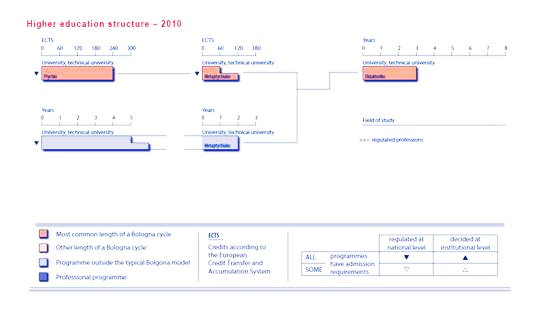 Higher education structure – 2010
ECTS
0 60 120 180 240 300
University, technical university
Ptychio
ECTS
0 60 120 180
University, technical university
Metaptychiako
Years
0 1 2 3 4 5 6 7 8
University, technical university
Didaktoriko
Years
0 1 2 3 4 5
University, technical university
Years
0 1 2 3
University, technical university
Metaptychiako
Field of study
>>> regulated professions
Most common length of a Bologna cycle
Other length of a Bologna cycle
Programme outside the typical Bolgona model
Professional programme
ECTS
Credits according to
the European
Credit Transfer and
Accumulation System
regulated at
national level
decided at
institutional level
ALL
SOME
programmes
have admission
requirements